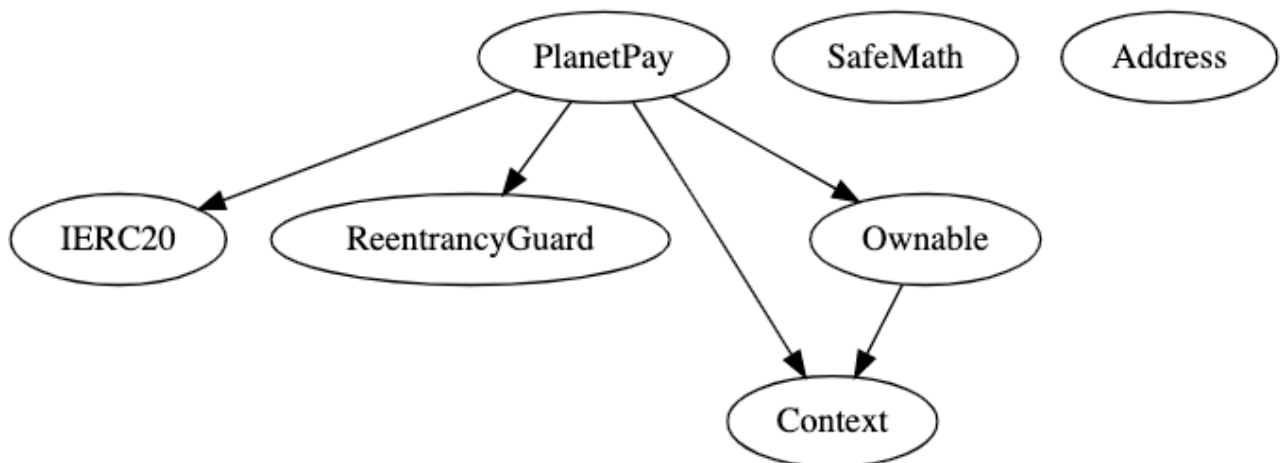 PlanetPay
SafeMath
Address
IERC20
ReentrancyGuard
Ownable
Context